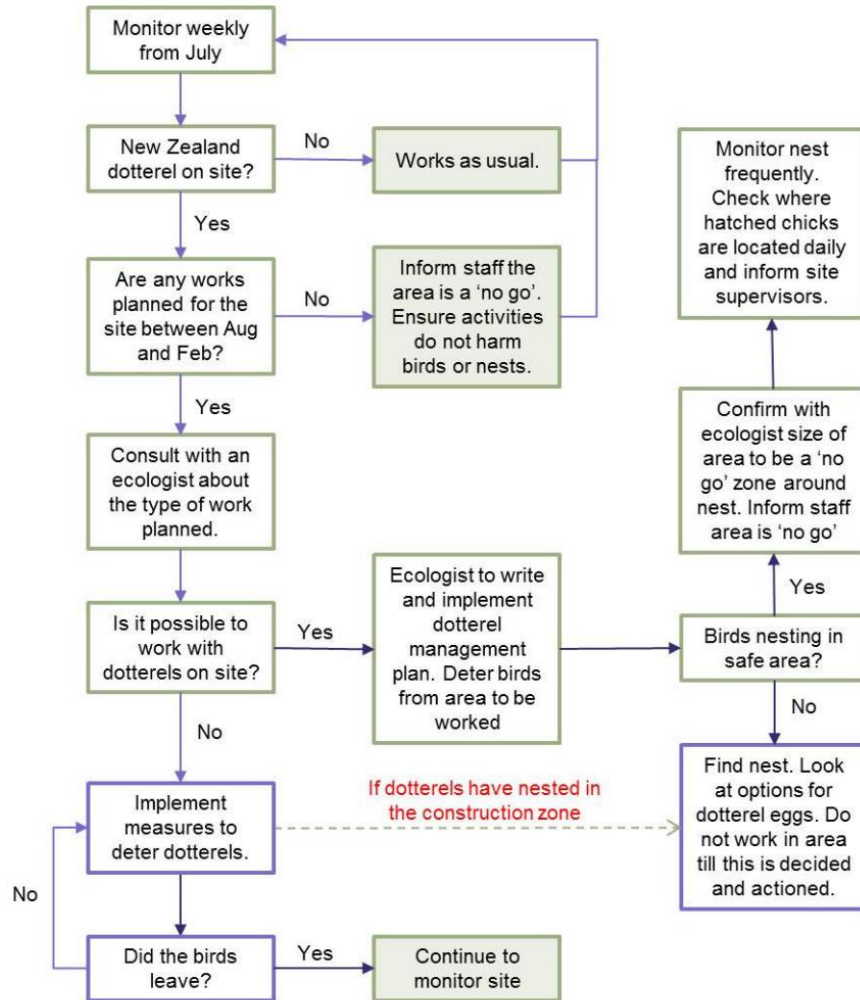 Monitor weekly
from July
New Zealand
dotterel on site?
No
Works as usual.
Yes
Are any works
planned for the
site between Aug
and Feb?
No
Inform staff the
area is a ‘no go’.
Ensure activities
do not harm
birds or nests.
Yes
Consult with an
ecologist about
the type of work
planned.
Is it possible to
work with
dotterels on site?
Yes
Ecologist to write
and implement
dotterel
management
plan. Deter birds
from area to be
worked
Birds nesting in
safe area?
Yes
Confirm with
ecologist size of
area to be a ‘no
go’ zone around
nest. Inform staff
area is ‘no go’
Monitor nest
frequently.
Check where
hatched chicks
are located daily
and inform site
supervisors.
No
Find nest. Look
at options for
dotterel eggs. Do
not work in area
till this is decided
and actioned.
No
Implement
measures to
deter dotterels.
If dotterels have nested in
the construction zone
No
Did the birds
leave?
Yes
Continue to
monitor site